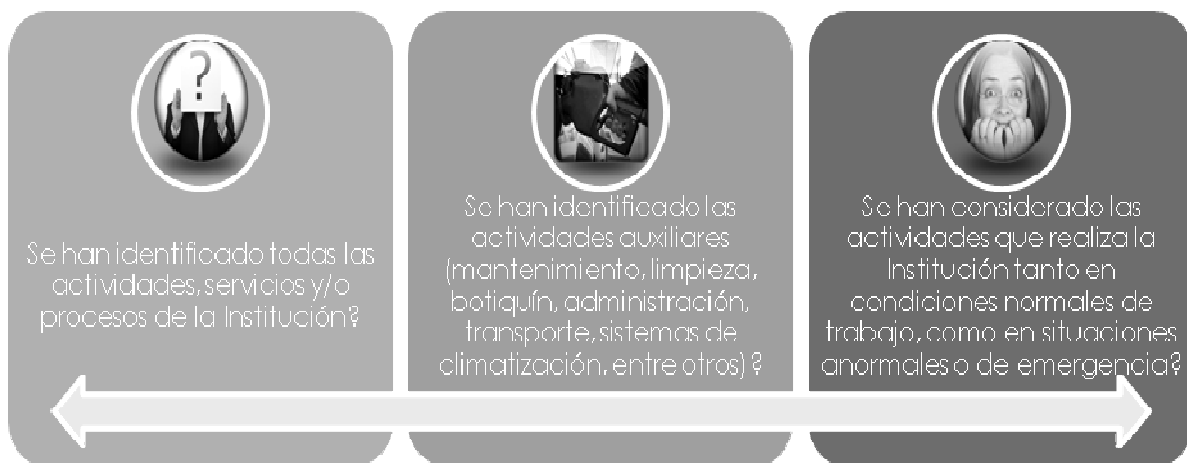 ?
Se han identificado todas las
actividades, servicios y/o
procesos de la Institución?
Se han identificado las
actividades auxiliares
(mantenimiento, limpieza,
botiquín, administración,
transporte, sistemas de
climatización, entre otros)?
Se han considerado las
actividades que realiza la
Institución tanto en
condiciones normales de
trabajo, como en situaciones
anormales o de emergencia?